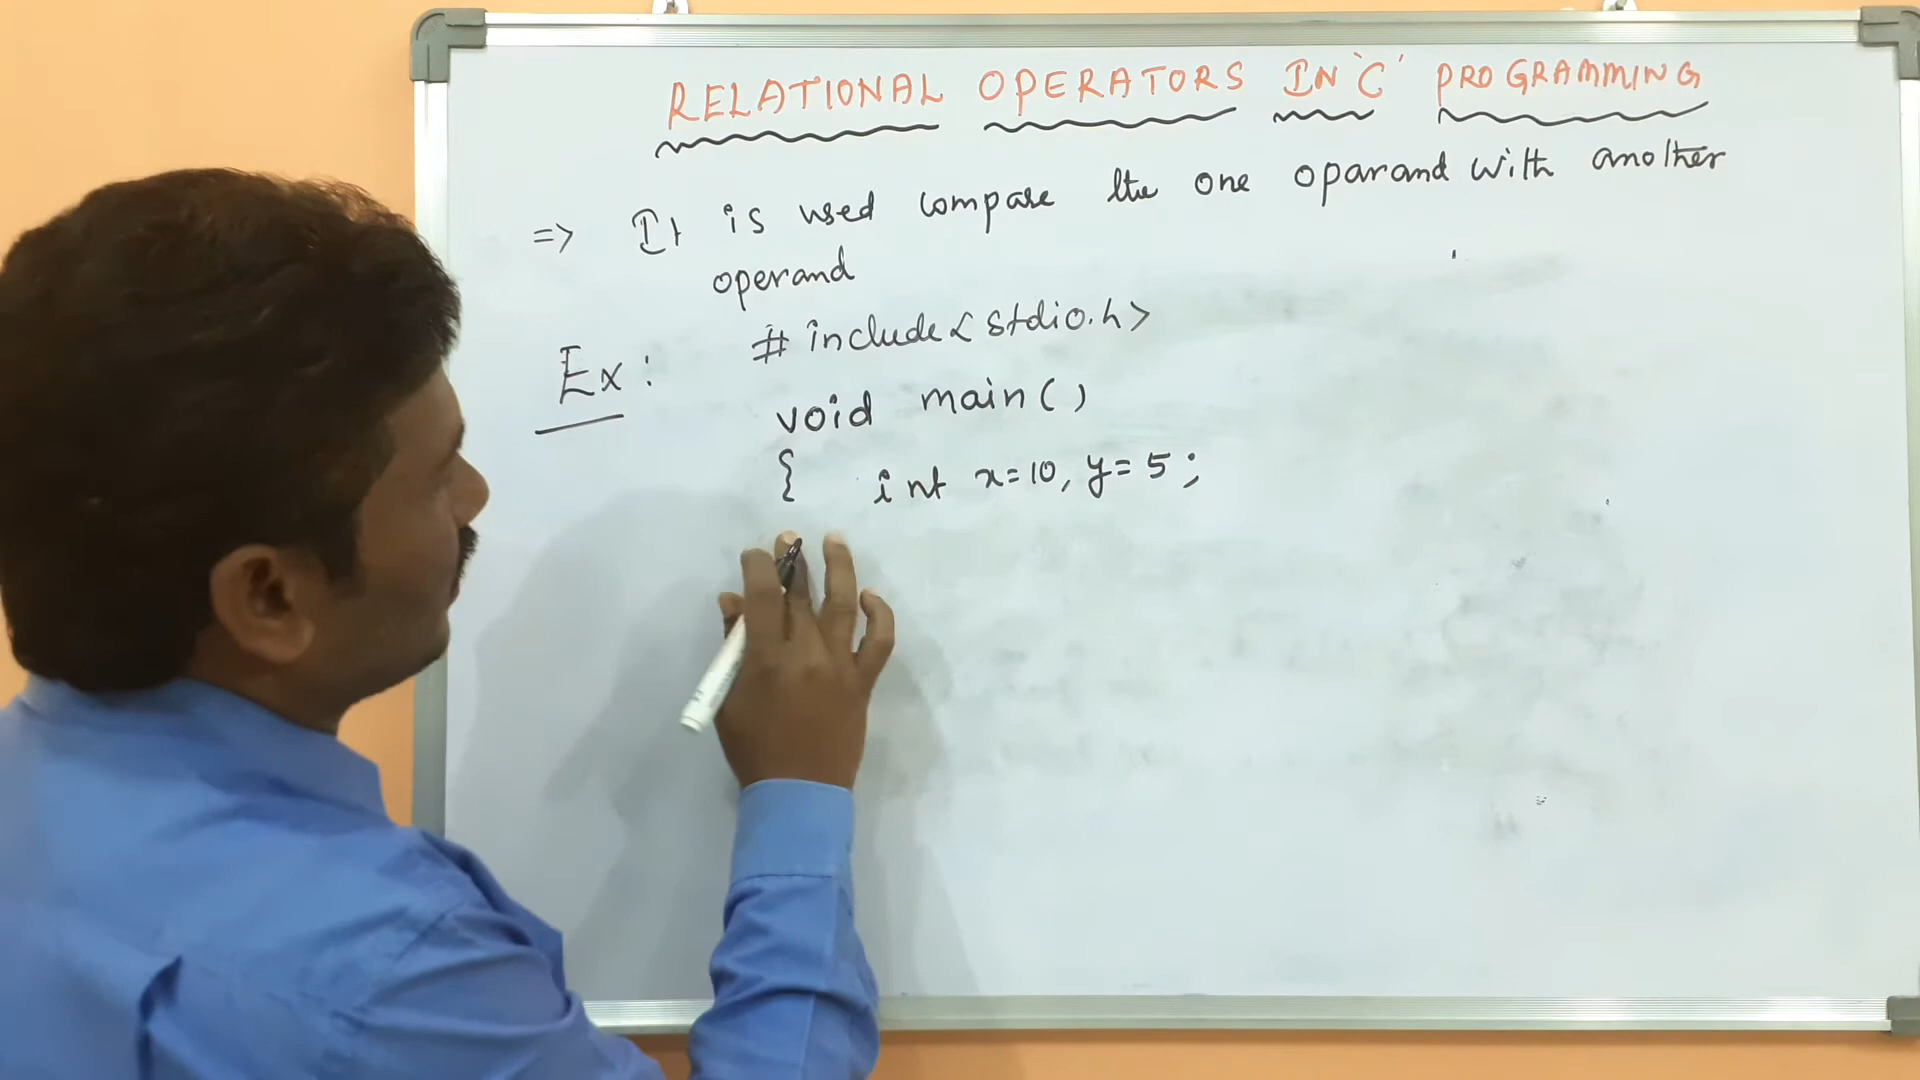 RELATIONAL OPERATORS IN 'C' PROGRAMMING
=> It is used compare the one oparand with another
operand
Ex: # include < stdio.h >
void main()
{ int x=10, y=5;